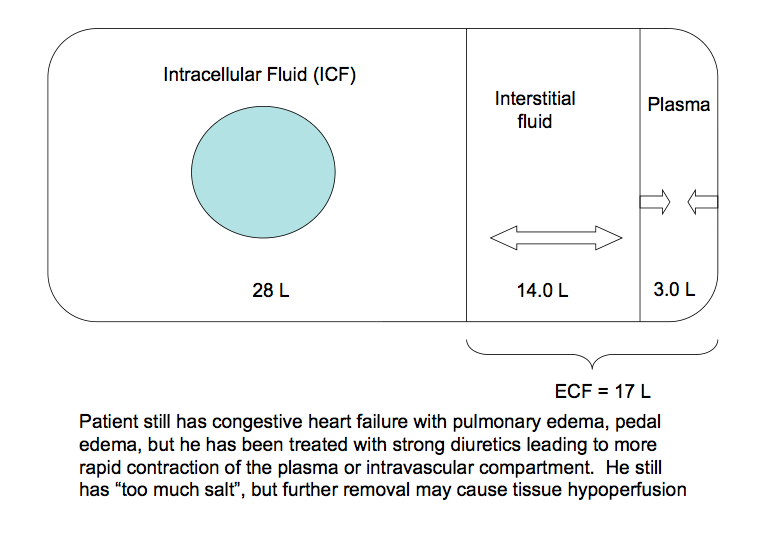 Intracellular Fluid (ICF)
Interstitial
fluid
Plasma
28 L
14.0 L
3.0 L
ECF = 17 L
Patient still has congestive heart failure with pulmonary edema, pedal
edema, but he has been treated with strong diuretics leading to more
rapid contraction of the plasma or intravascular compartment.  He still
has “too much salt”, but further removal may cause tissue hypoperfusion